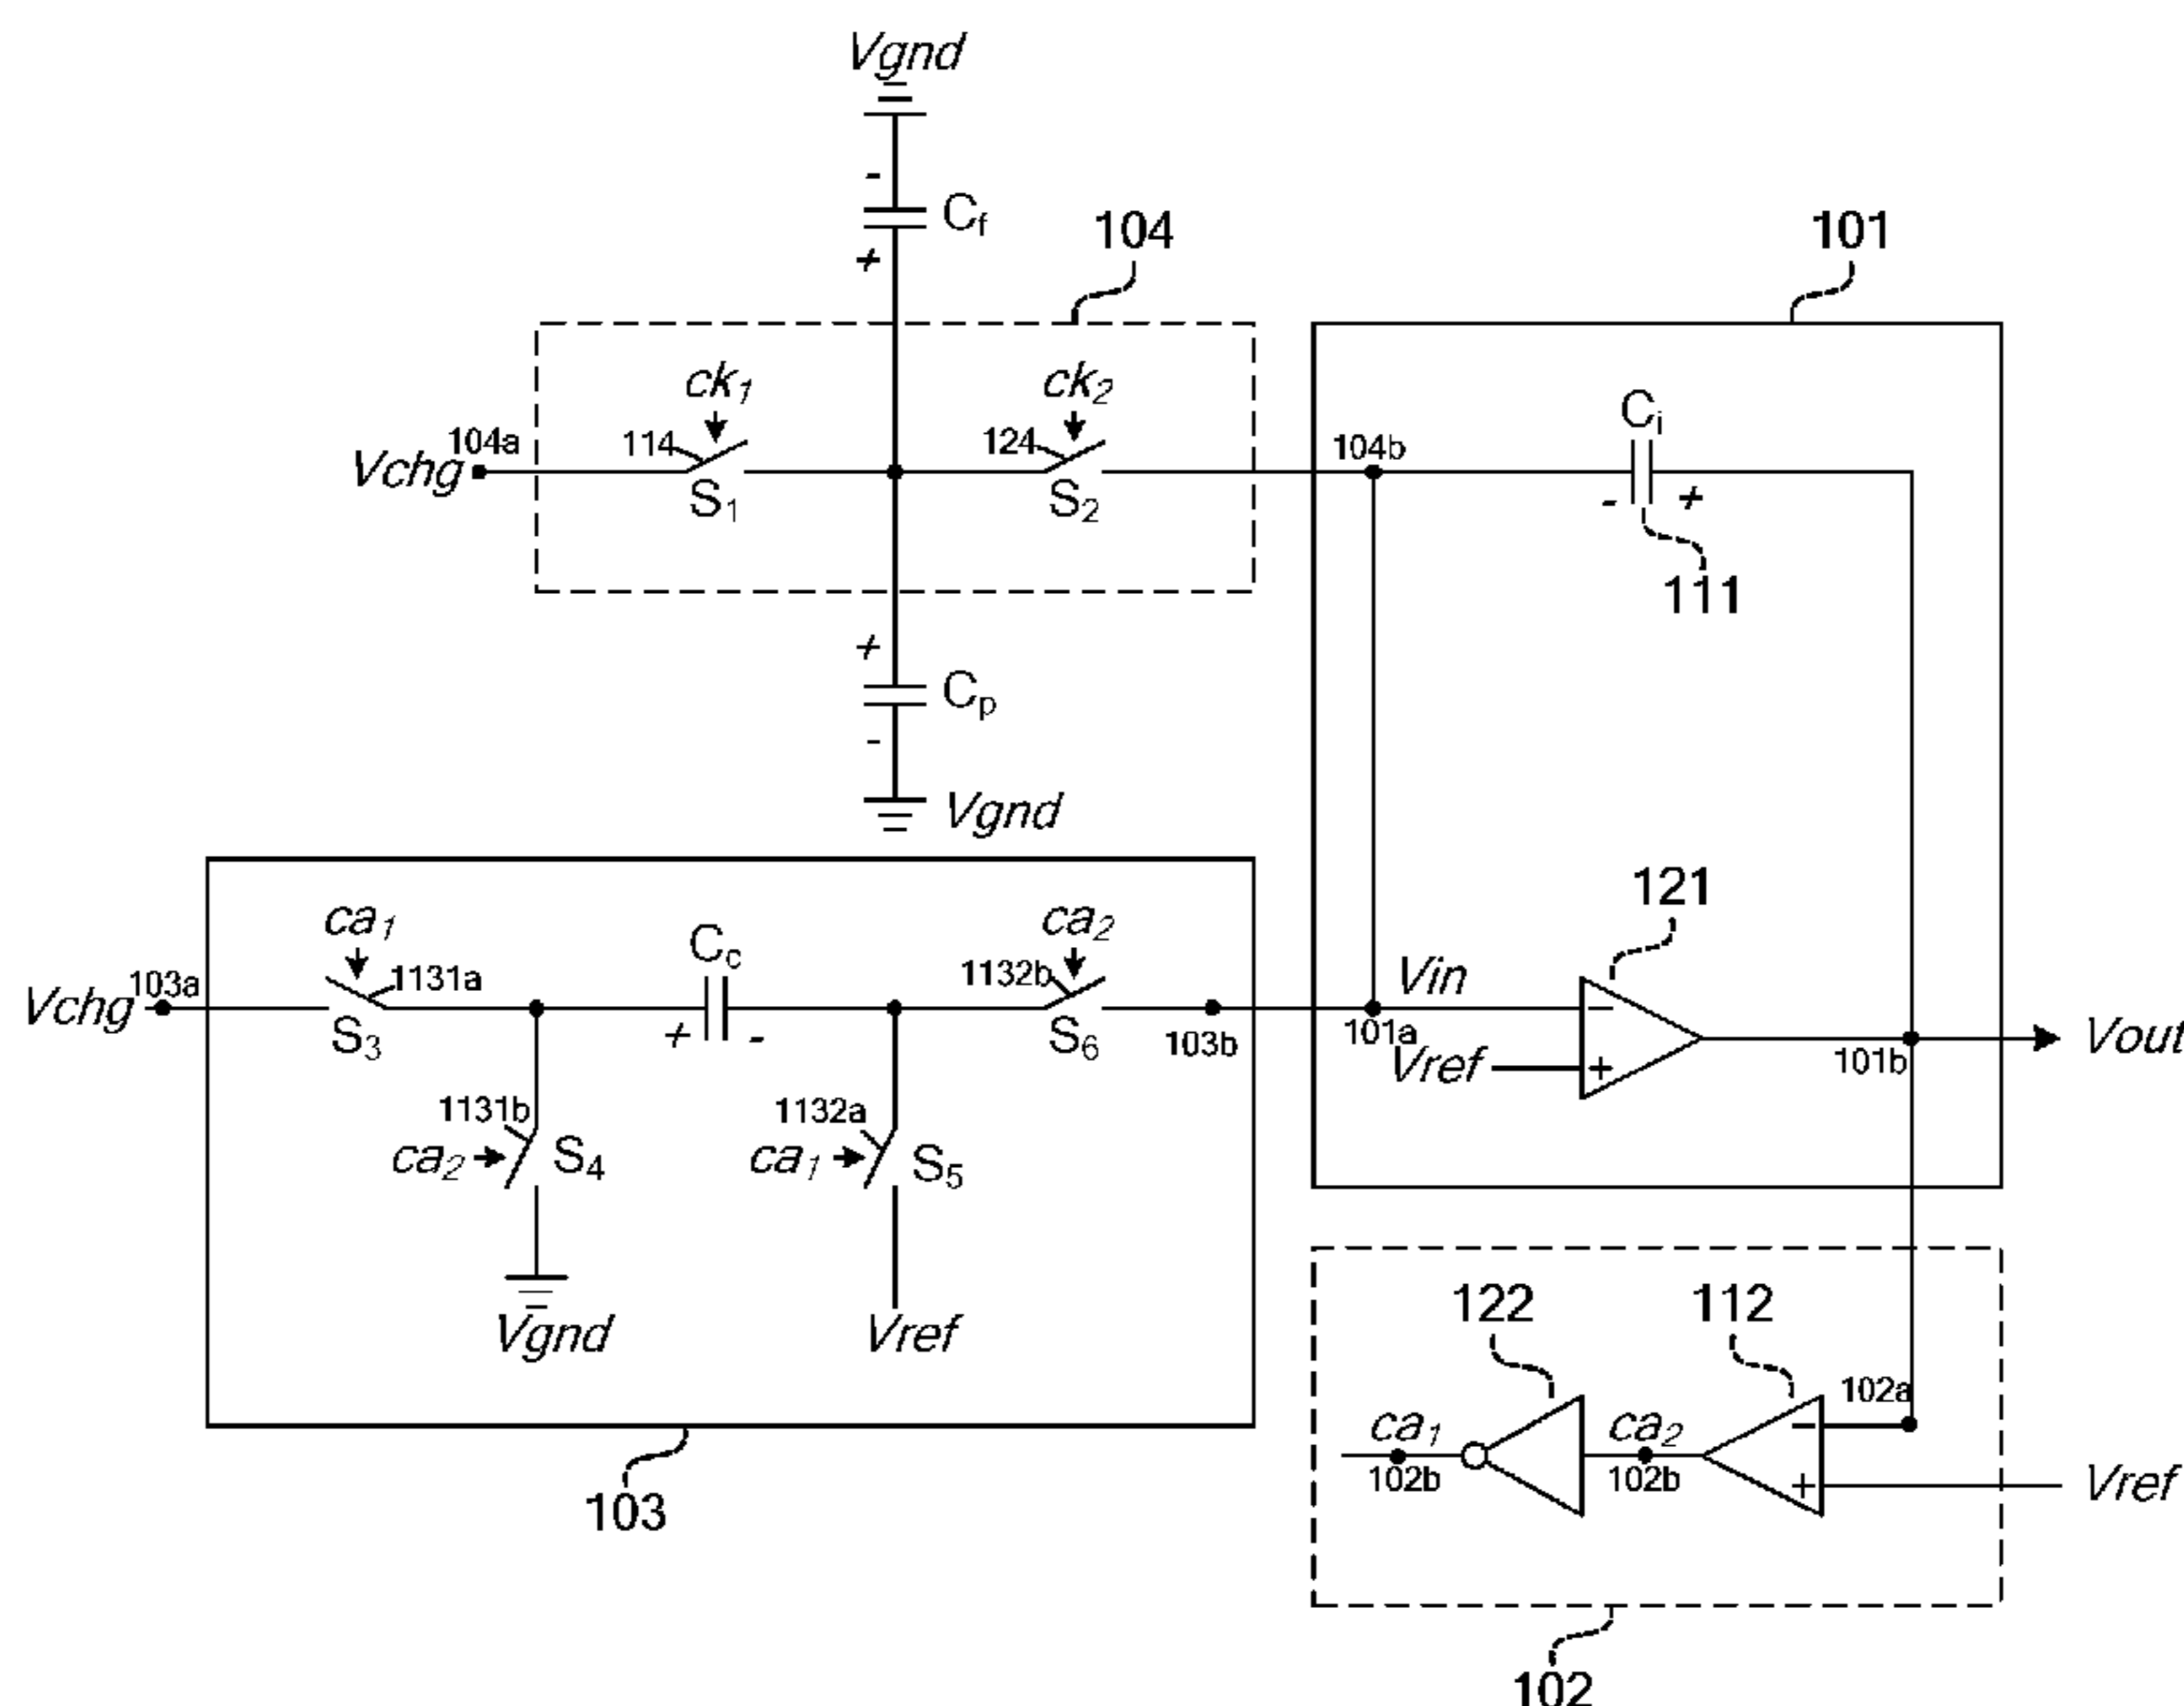 Vgnd
-
Cf
+
104
101
ck1
ck2
Ci
104a
114
124
104b
Vchg
S1
S2
- +
111
+
Cp
-
Vgnd
121
ca1
Cc
ca2
103a
1131a
1132b
Vin
Vchg
S3
+ -
S6
103b
101a
−
Vref
+
101b
Vout
1131b
1132a
ca2
S4
ca1
S5
122
112
Vgnd
Vref
102a
ca1
ca2
−
102b
102b
+
Vref
103
102